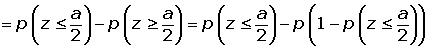 = p ( z ≤ a/2 ) − p ( z ≥ a/2 ) = p ( z ≤ a/2 ) − p ( 1 − p ( z ≤ a/2 ) )